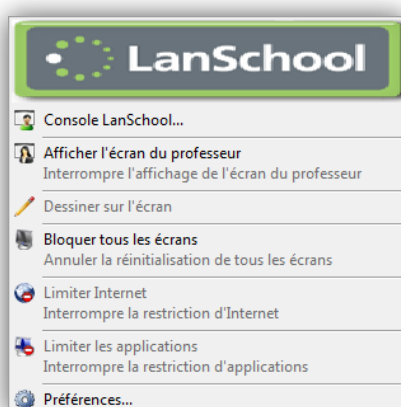 LanSchool
Console LanSchool...
Afficher l'écran du professeur
Interrompre l'affichage de l'écran du professeur
Dessiner sur l'écran
Bloquer tous les écrans
Annuler la réinitialisation de tous les écrans
Limiter Internet
Interrompre la restriction d'Internet
Limiter les applications
Interrompre la restriction d'applications
Préférences...